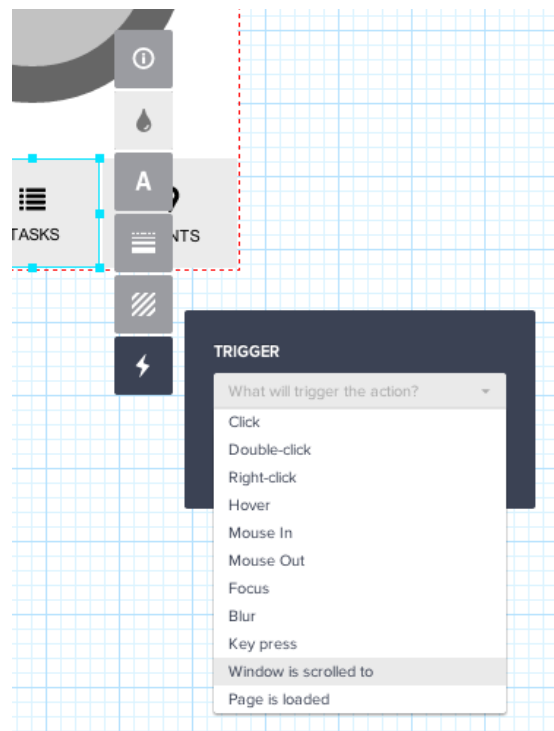 A
TASKS
NTS
TRIGGER
What will trigger the action?
Click
Double-click
Right-click
Hover
Mouse In
Mouse Out
Focus
Blur
Key press
Window is scrolled to
Page is loaded